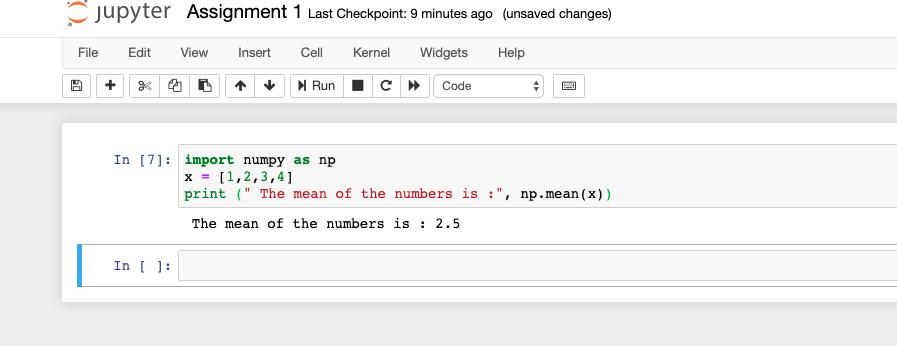 jupyter Assignment 1 Last Checkpoint: 9 minutes ago (unsaved changes)
File Edit View Insert Cell Kernel Widgets Help
Run Code
In [7]: import numpy as np
x = [1,2,3,4]
print (" The mean of the numbers is :", np.mean(x))
The mean of the numbers is : 2.5
In [ ]: